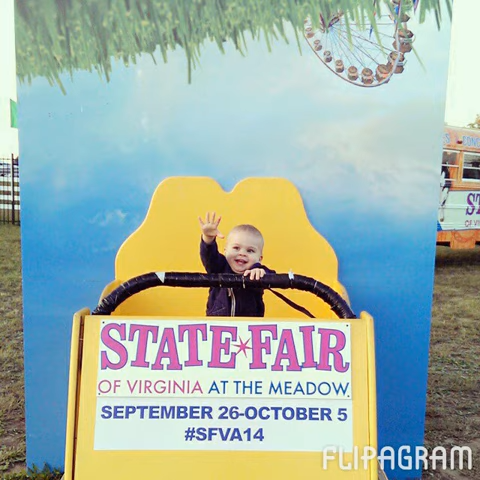 STATE*FAIR
OF VIRGINIA AT THE MEADOW.
SEPTEMBER 26-OCTOBER 5
#SFVA14
FLIPAGRAM